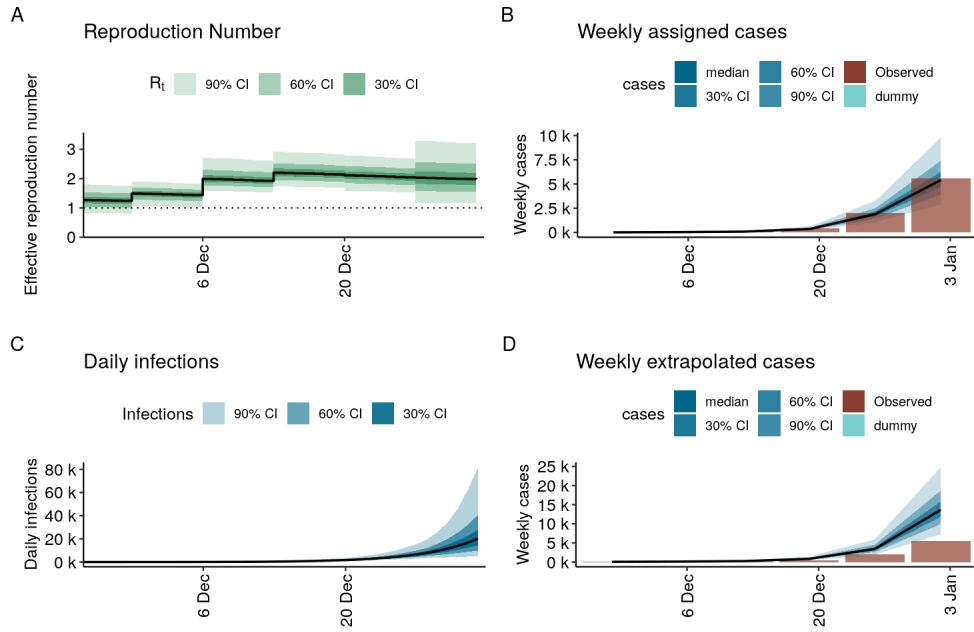 A
Reproduction Number
Rt
90% CI
60% CI
30% CI
Effective reproduction number
3
2
1
0
6 Dec
20 Dec
B
Weekly assigned cases
cases
median
60% CI
Observed
30% CI
90% CI
dummy
Weekly cases
10 k
7.5 k
5 k
2.5 k
0 k
6 Dec
20 Dec
3 Jan
C
Daily infections
Infections
90% CI
60% CI
30% CI
Daily infections
80 k
60 k
40 k
20 k
0 k
6 Dec
20 Dec
D
Weekly extrapolated cases
cases
median
60% CI
Observed
30% CI
90% CI
dummy
Weekly cases
25 k
20 k
15 k
10 k
5 k
0 k
6 Dec
20 Dec
3 Jan